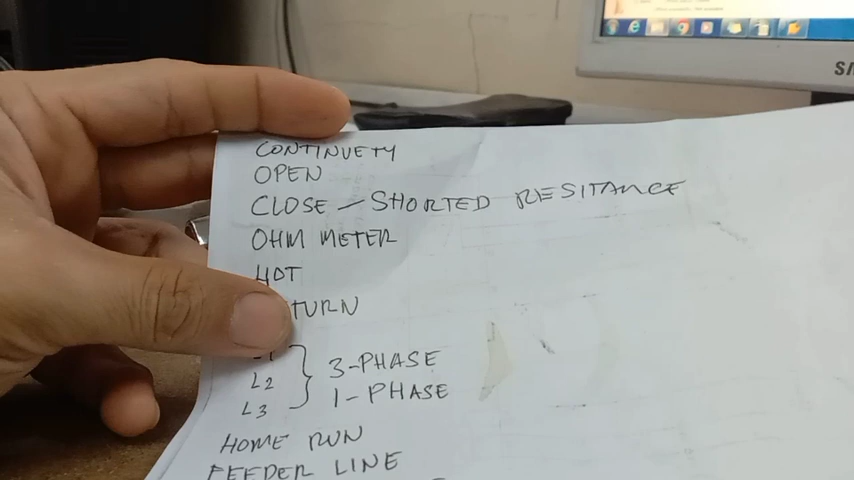 CONTINUETY
OPEN
CLOSE - SHORTED RESITANCE
OHM METER
HOT
TURN
L2
L3
3-PHASE
1-PHASE
HOME RUN
FEEDER LINE